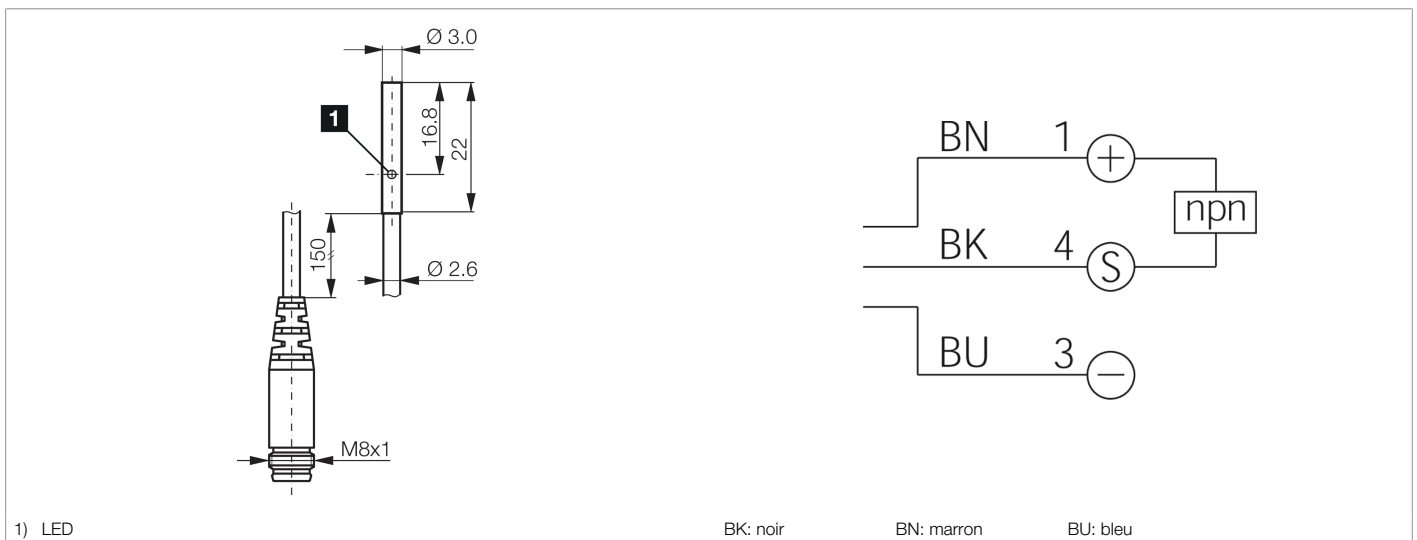 Ø 3.0
1
16.8
22
150
Ø 2.6
M8x1
BN 1 +
npn
BK 4 S
BU 3 −
1) LED
BK: noir BN: marron BU: bleu